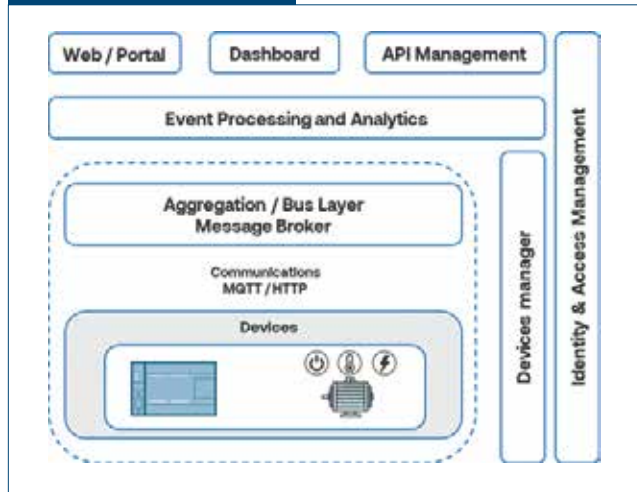 Web / Portal
Dashboard
API Management
Event Processing and Analytics
Aggregation / Bus Layer
Message Broker
Communications
MQTT / HTTP
Devices
Devices manager
Identity & Access Management